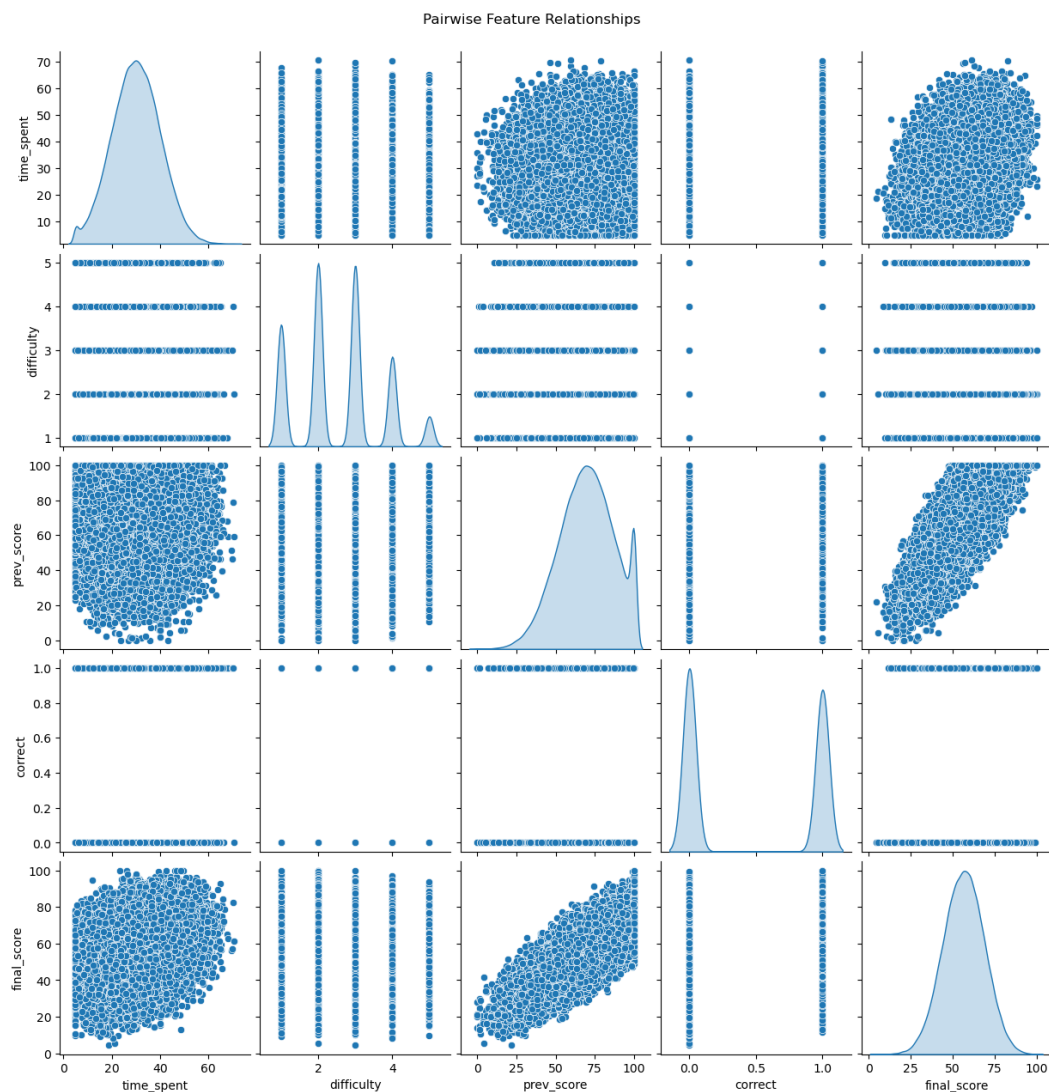 Pairwise Feature Relationships
70
60
50
40
30
20
10
time_spent
5
4
3
2
1
difficulty
100
80
60
40
20
0
prev_score
1.0
0.8
0.6
0.4
0.2
0.0
correct
100
80
60
40
20
0
final_score
0 20 40 60
time_spent
2 4
difficulty
0 25 50 75 100
prev_score
0.0 0.5 1.0
correct
0 25 50 75 100
final_score